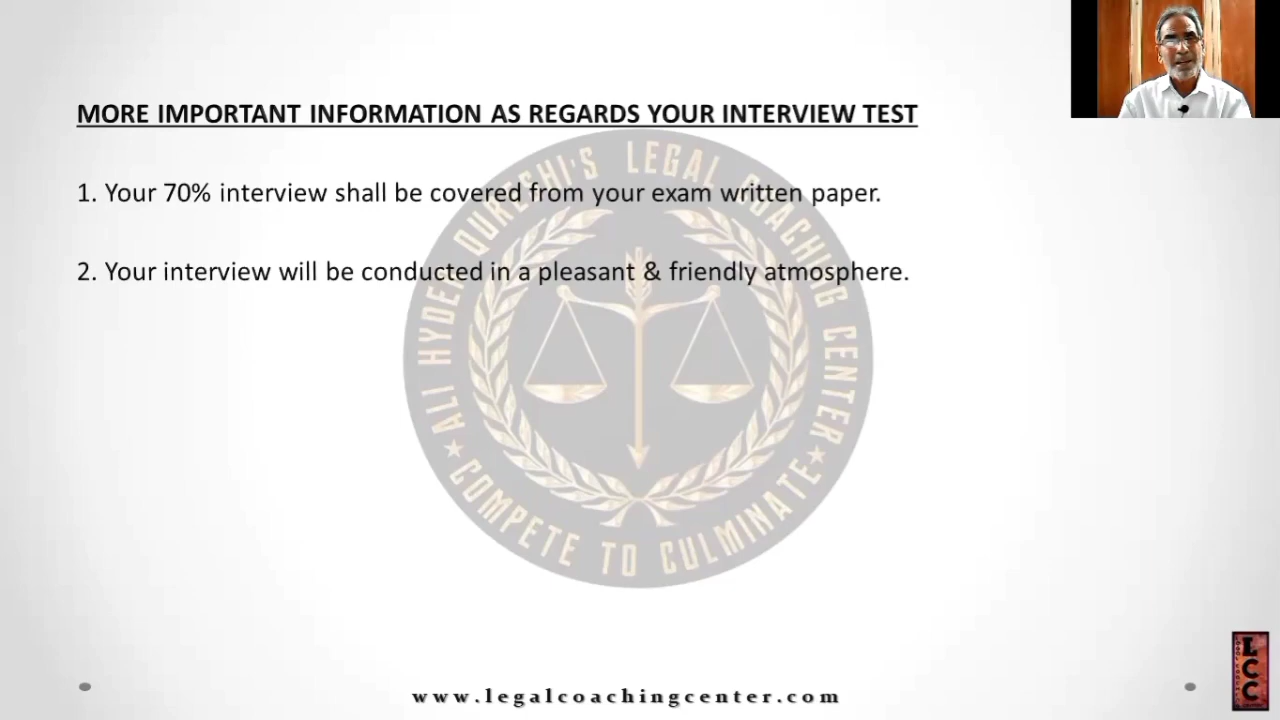 MORE IMPORTANT INFORMATION AS REGARDS YOUR INTERVIEW TEST
1. Your 70% interview shall be covered from your exam written paper.
2. Your interview will be conducted in a pleasant & friendly atmosphere.
ALI HYDER QURESHI'S LEGAL COACHING CENTER
COMPETE TO CULMINATE
www.legalcoachingcenter.com
LCC